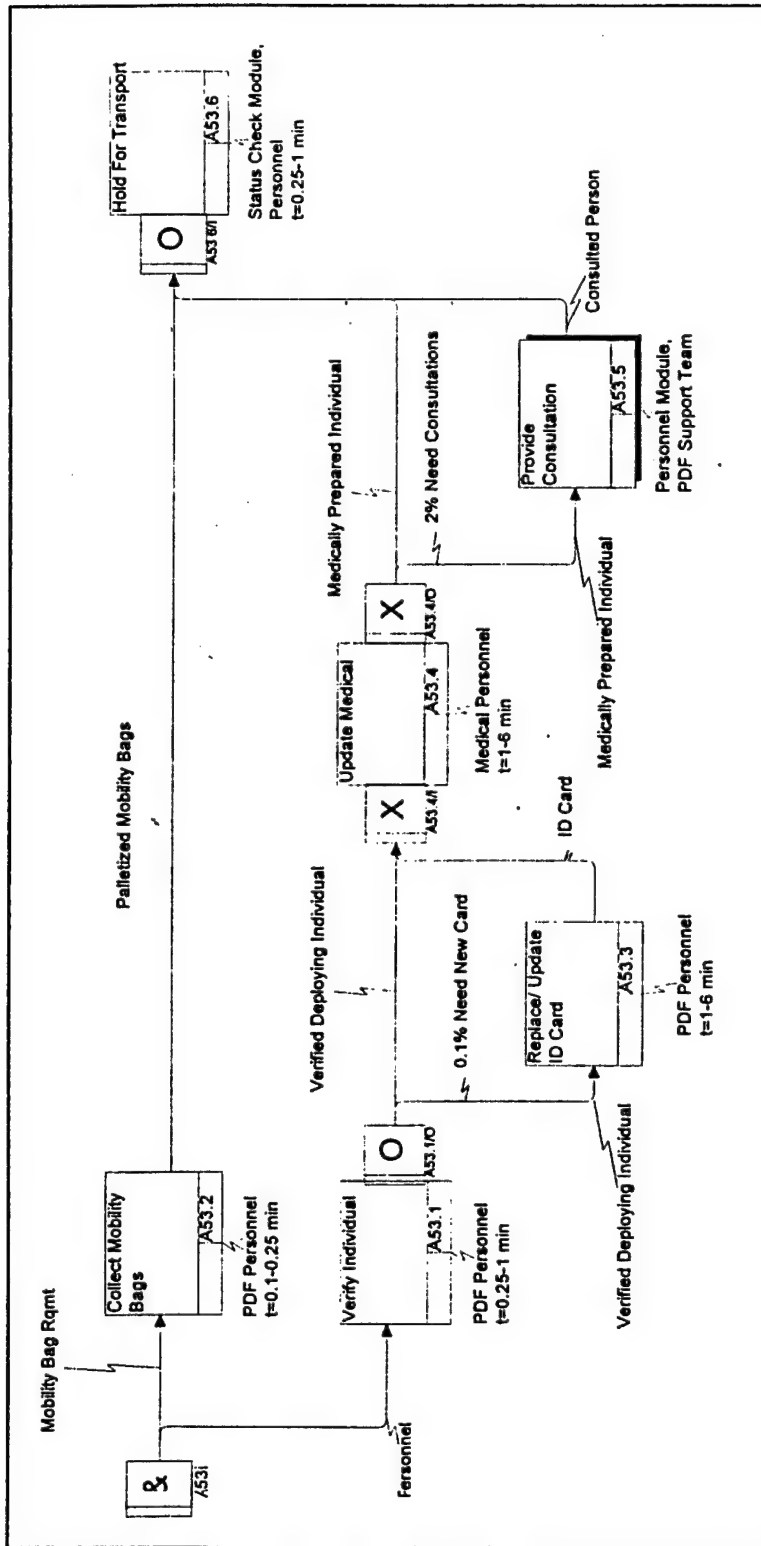 Mobility Bag Rqmt
Palletized Mobility Bags
Hold For Transport
Collect Mobility
Bags
A53.2
PDF Personnel
t=0.1-0.25 min
O
A53.6/I
A53.6
Status Check Module,
Personnel
t=0.25-1 min
&
A53i
Verified Deploying Individual
Update Medical
Medically Prepared Individual
Verify Individual
A53.1
PDF Personnel
t=0.25-1 min
O
A53.1/O
0.1% Need New Card
X
A53.4/I
A53.4
Medical Personnel
t=1-6 min
X
A53.4/O
2% Need Consultations
Consulted Person
Personnel
Verified Deploying Individual
Replace/ Update
ID Card
A53.3
PDF Personnel
t=1-6 min
ID Card
Medically Prepared Individual
Provide
Consultation
A53.5
Personnel Module,
PDF Support Team